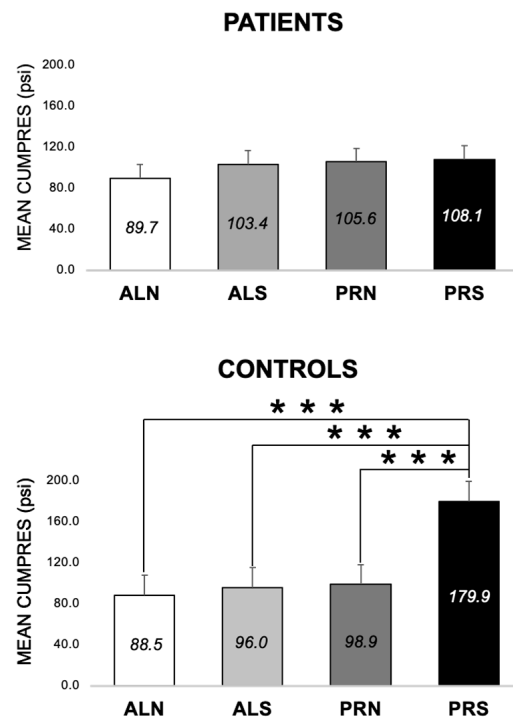 PATIENTS
MEAN CUMPRES (psi)
200.0
160.0
120.0
80.0
40.0
0.0
89.7
103.4
105.6
108.1
ALN ALS PRN PRS
CONTROLS
* * *
* * *
* * *
MEAN CUMPRES (psi)
200.0
160.0
120.0
80.0
40.0
0.0
88.5
96.0
98.9
179.9
ALN ALS PRN PRS